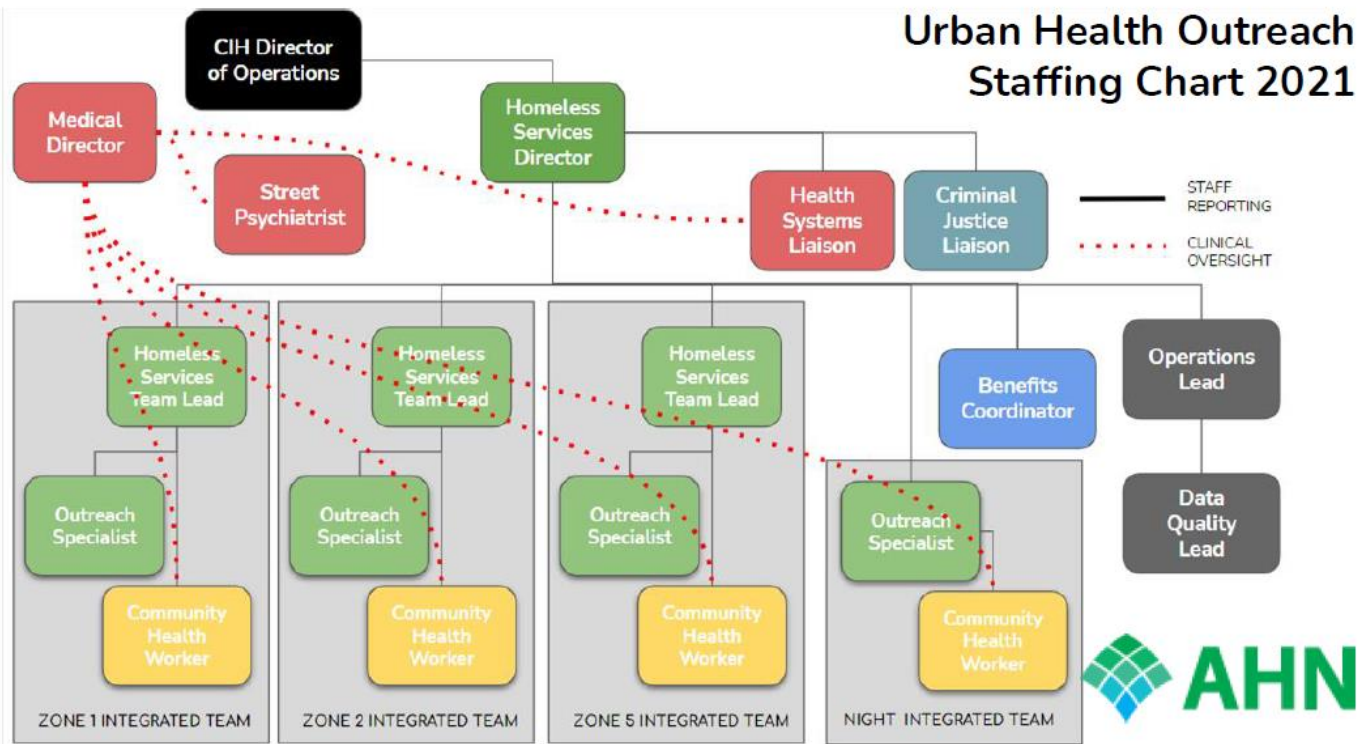 Urban Health Outreach
Staffing Chart 2021
CIH Director
of Operations
Medical
Director
Homeless
Services
Director
Street
Psychiatrist
Health
Systems
Liaison
Criminal
Justice
Liaison
STAFF
REPORTING
CLINICAL
OVERSIGHT
Homeless
Services
Team Lead
Homeless
Services
Team Lead
Homeless
Services
Team Lead
Benefits
Coordinator
Operations
Lead
Outreach
Specialist
Outreach
Specialist
Outreach
Specialist
Outreach
Specialist
Data
Quality
Lead
Community
Health
Worker
Community
Health
Worker
Community
Health
Worker
Community
Health
Worker
ZONE 1 INTEGRATED TEAM
ZONE 2 INTEGRATED TEAM
ZONE 5 INTEGRATED TEAM
NIGHT INTEGRATED TEAM
AHN